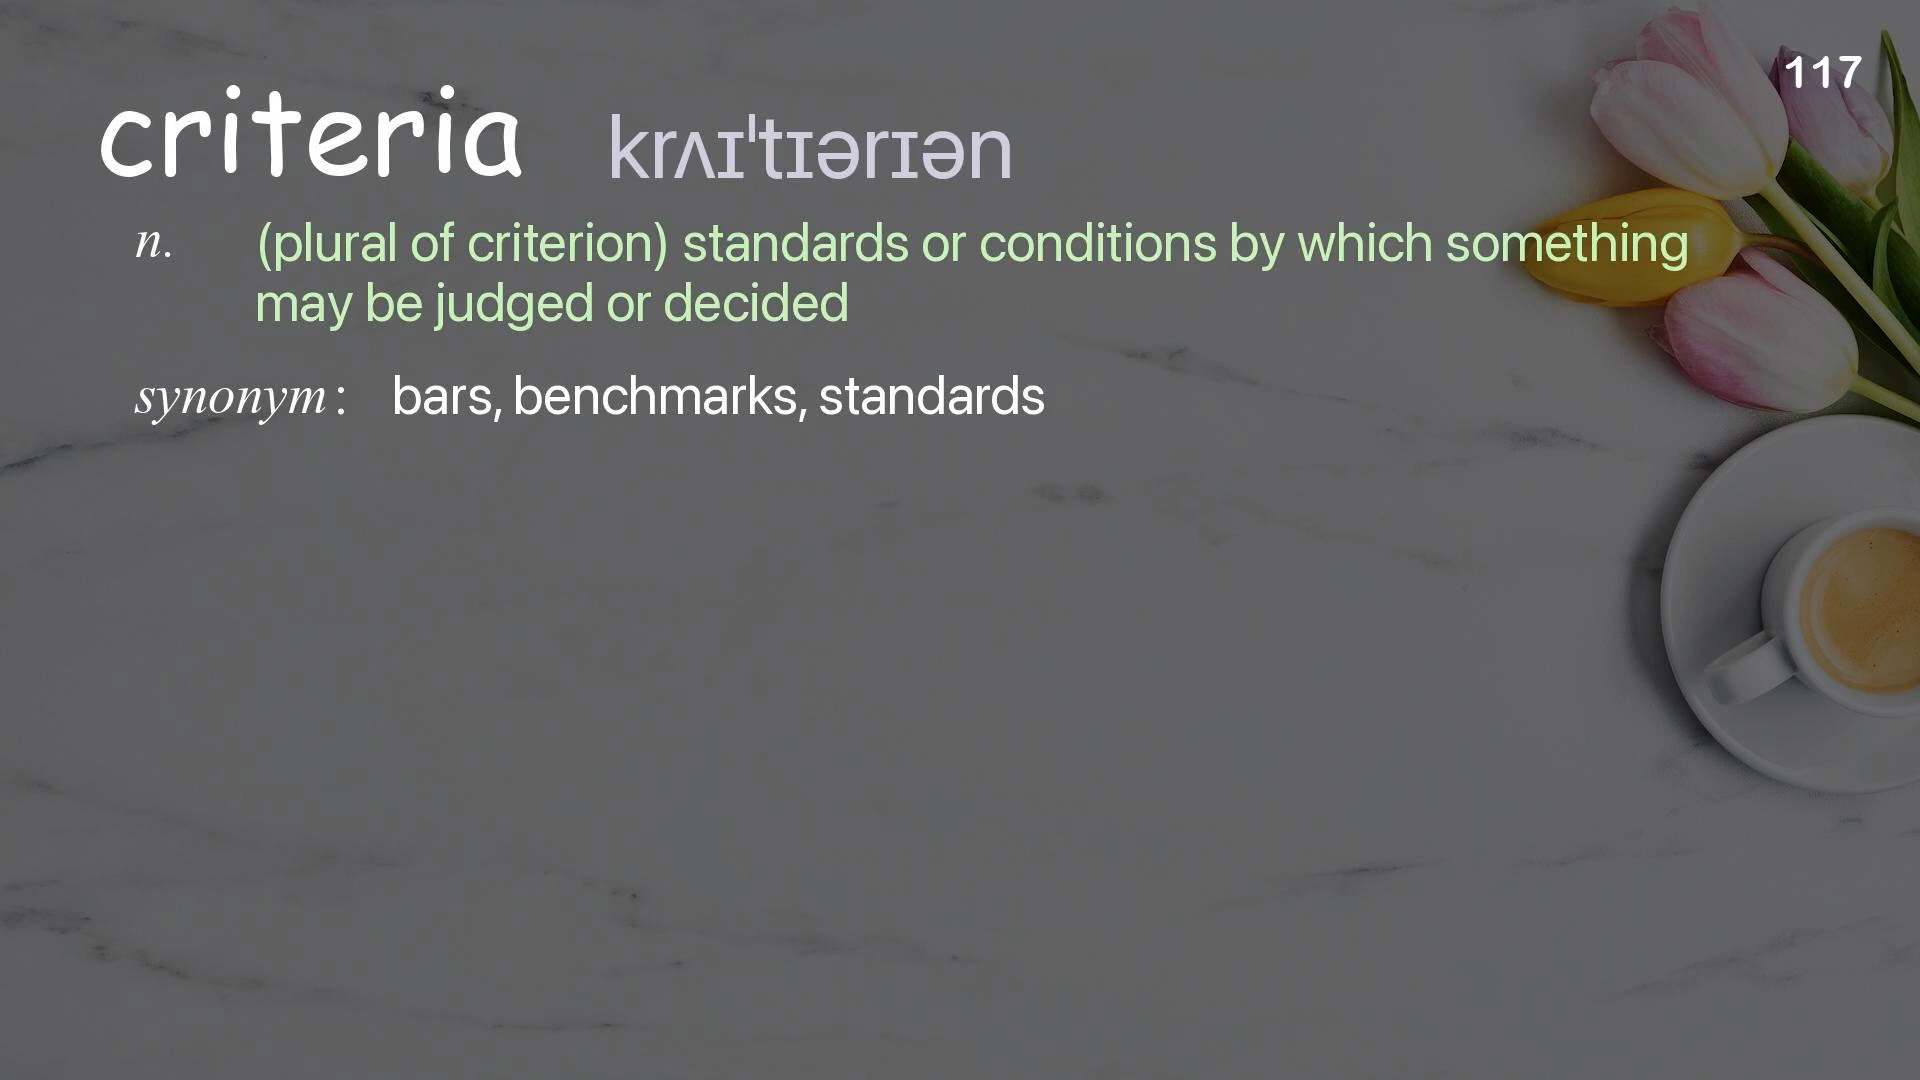 117
criteria krʌɪˈtɪərɪən
n. (plural of criterion) standards or conditions by which something
may be judged or decided
synonym : bars, benchmarks, standards